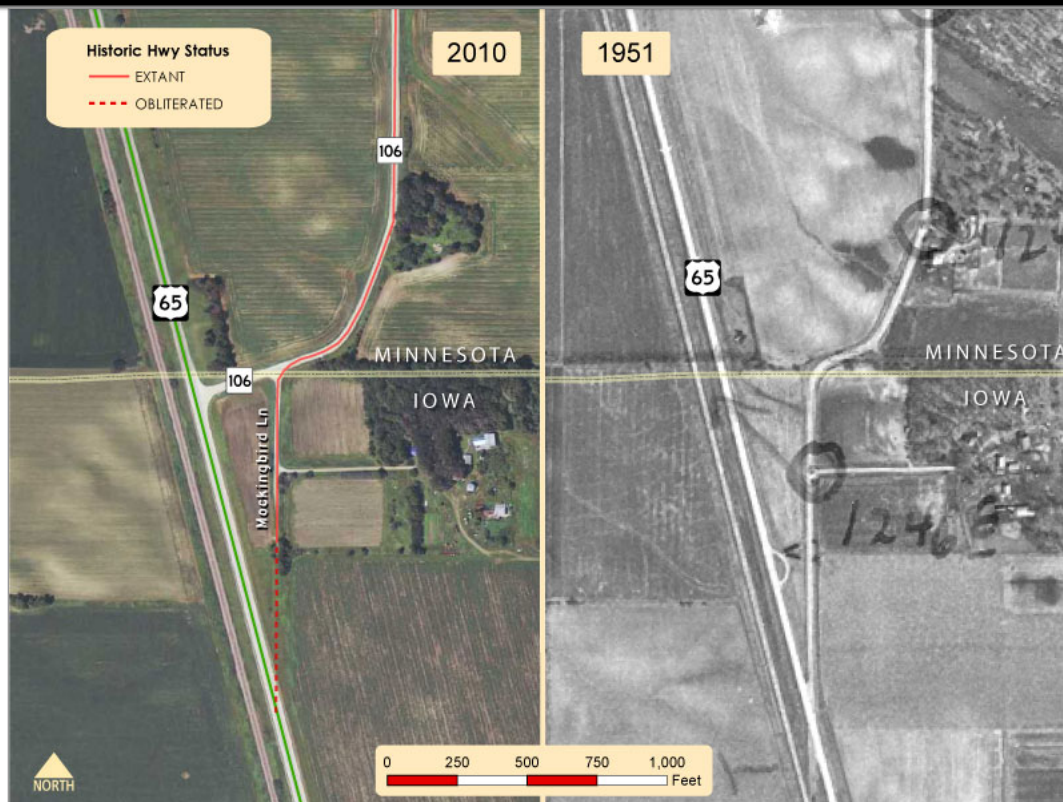 Historic Hwy Status
EXTANT
OBLITERATED
2010
1951
106
65
65
MINNESOTA
IOWA
106
Mockingbird Ln
MINNESOTA
IOWA
1246 E
0 250 500 750 1,000
Feet
NORTH